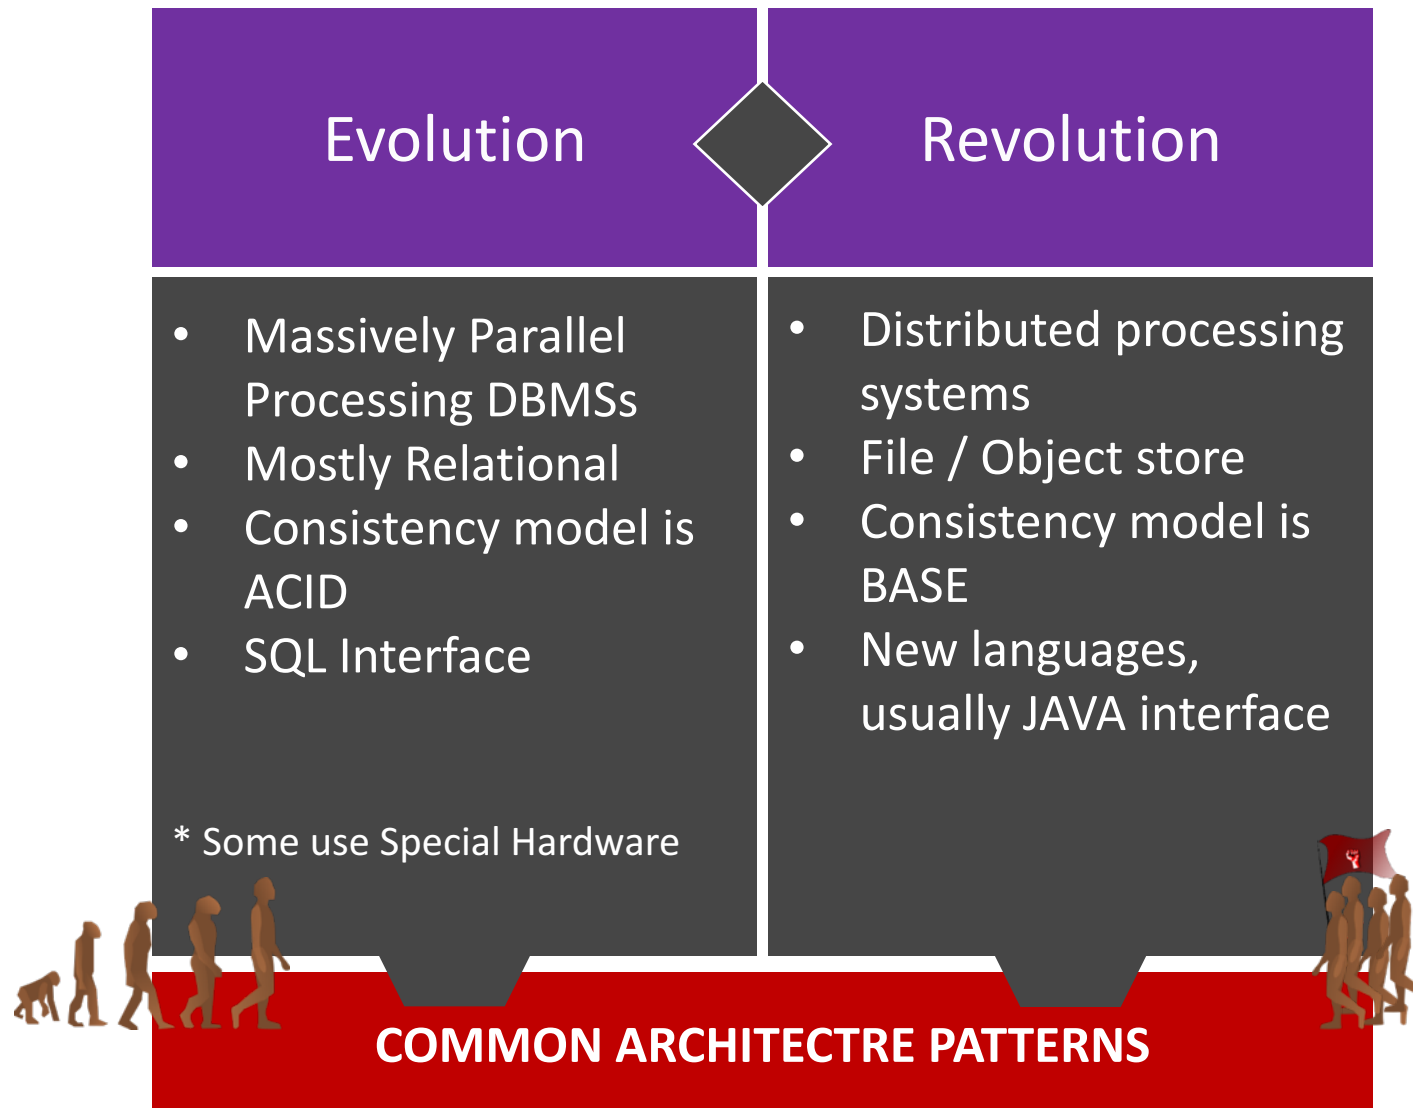 Evolution
Revolution
• Massively Parallel
Processing DBMSs
• Mostly Relational
• Consistency model is
ACID
• SQL Interface
* Some use Special Hardware
• Distributed processing
systems
• File / Object store
• Consistency model is
BASE
• New languages,
usually JAVA interface
COMMON ARCHITECTRE PATTERNS